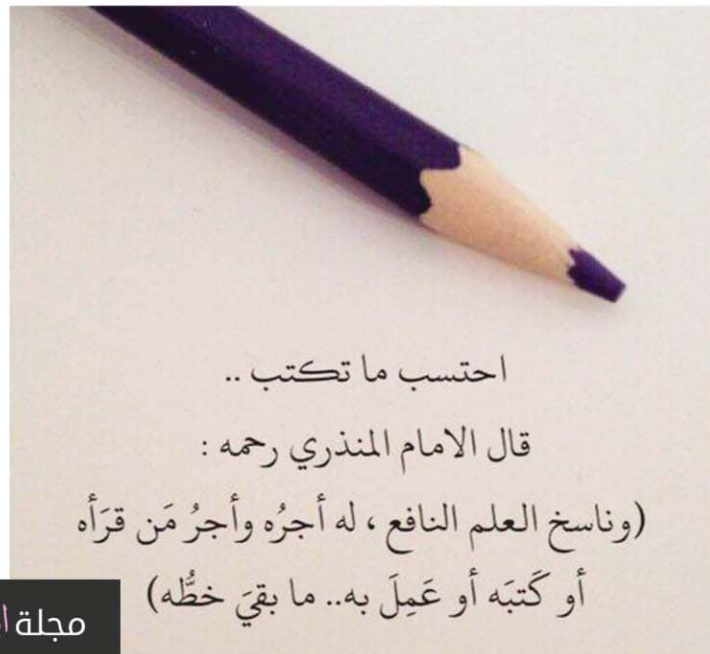 احتسب ما تكتب ..
قال الامام المنذري رحمه :
(وناسخ العلم النافع ، له أجرُه وأجرُ مَن قرَأه
أو كَتبَه أو عَمِلَ به.. ما بقيَ خطُّه)
مجلة